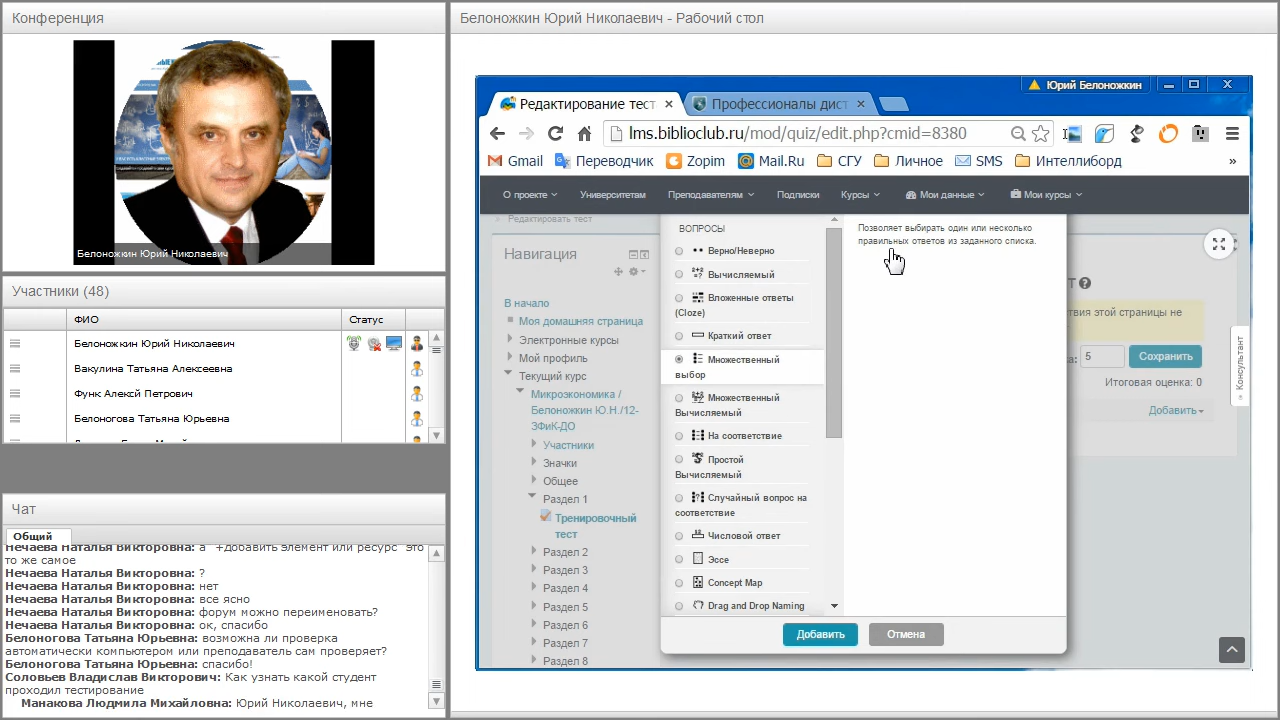 Конференция
Белоножкин Юрий Николаевич
Участники (48)
ФИО
Статус
Белоножкин Юрий Николаевич
Вакулина Татьяна Алексеевна
Функ Алексй Петрович
Белоногова Татьяна Юрьевна
Чат
Общий
Нечаева Наталья Викторовна: а "+добавить элемент или ресурс" это
то же самое
Нечаева Наталья Викторовна: ?
Нечаева Наталья Викторовна: нет
Нечаева Наталья Викторовна: все ясно
Нечаева Наталья Викторовна: форум можно переименовать?
Нечаева Наталья Викторовна: ок, спасибо
Белоногова Татьяна Юрьевна: возможна ли проверка
автоматически компьютером или преподаватель сам проверяет?
Белоногова Татьяна Юрьевна: спасибо!
Соловьев Владислав Викторович: Как узнать какой студент
проходил тестирование
Манакова Людмила Михайловна: Юрий Николаевич, мне
Белоножкин Юрий Николаевич - Рабочий стол
Юрий Белоножкин
Редактирование тест
Профессионалы дист
lms.biblioclub.ru/mod/quiz/edit.php?cmid=8380
Gmail
Переводчик
Zopim
Mail.Ru
СГУ
Личное
SMS
Интеллиборд
»
О проекте
Университетам
Преподавателям
Подписки
Курсы
Мои данные
Мои курсы
Редактировать тест
Навигация
В начало
Моя домашняя страница
Электронные курсы
Мой профиль
Текущий курс
Микроэкономика /
Белоножкин Ю.Н./12-
ЗФиК-ДО
Участники
Значки
Общее
Раздел 1
Тренировочный
тест
Раздел 2
Раздел 3
Раздел 4
Раздел 5
Раздел 6
Раздел 7
Раздел 8
ВОПРОСЫ
Верно/Неверно
Вычисляемый
Вложенные ответы
(Cloze)
Краткий ответ
Множественный
выбор
Множественный
Вычисляемый
На соответствие
Простой
Вычисляемый
Случайный вопрос на
соответствие
Числовой ответ
Эссе
Concept Map
Drag and Drop Naming
Позволяет выбирать один или несколько
правильных ответов из заданного списка.
Добавить
Отмена
Т
твия этой страницы не
а:
5
Сохранить
Итоговая оценка: 0
Добавить
Консультант